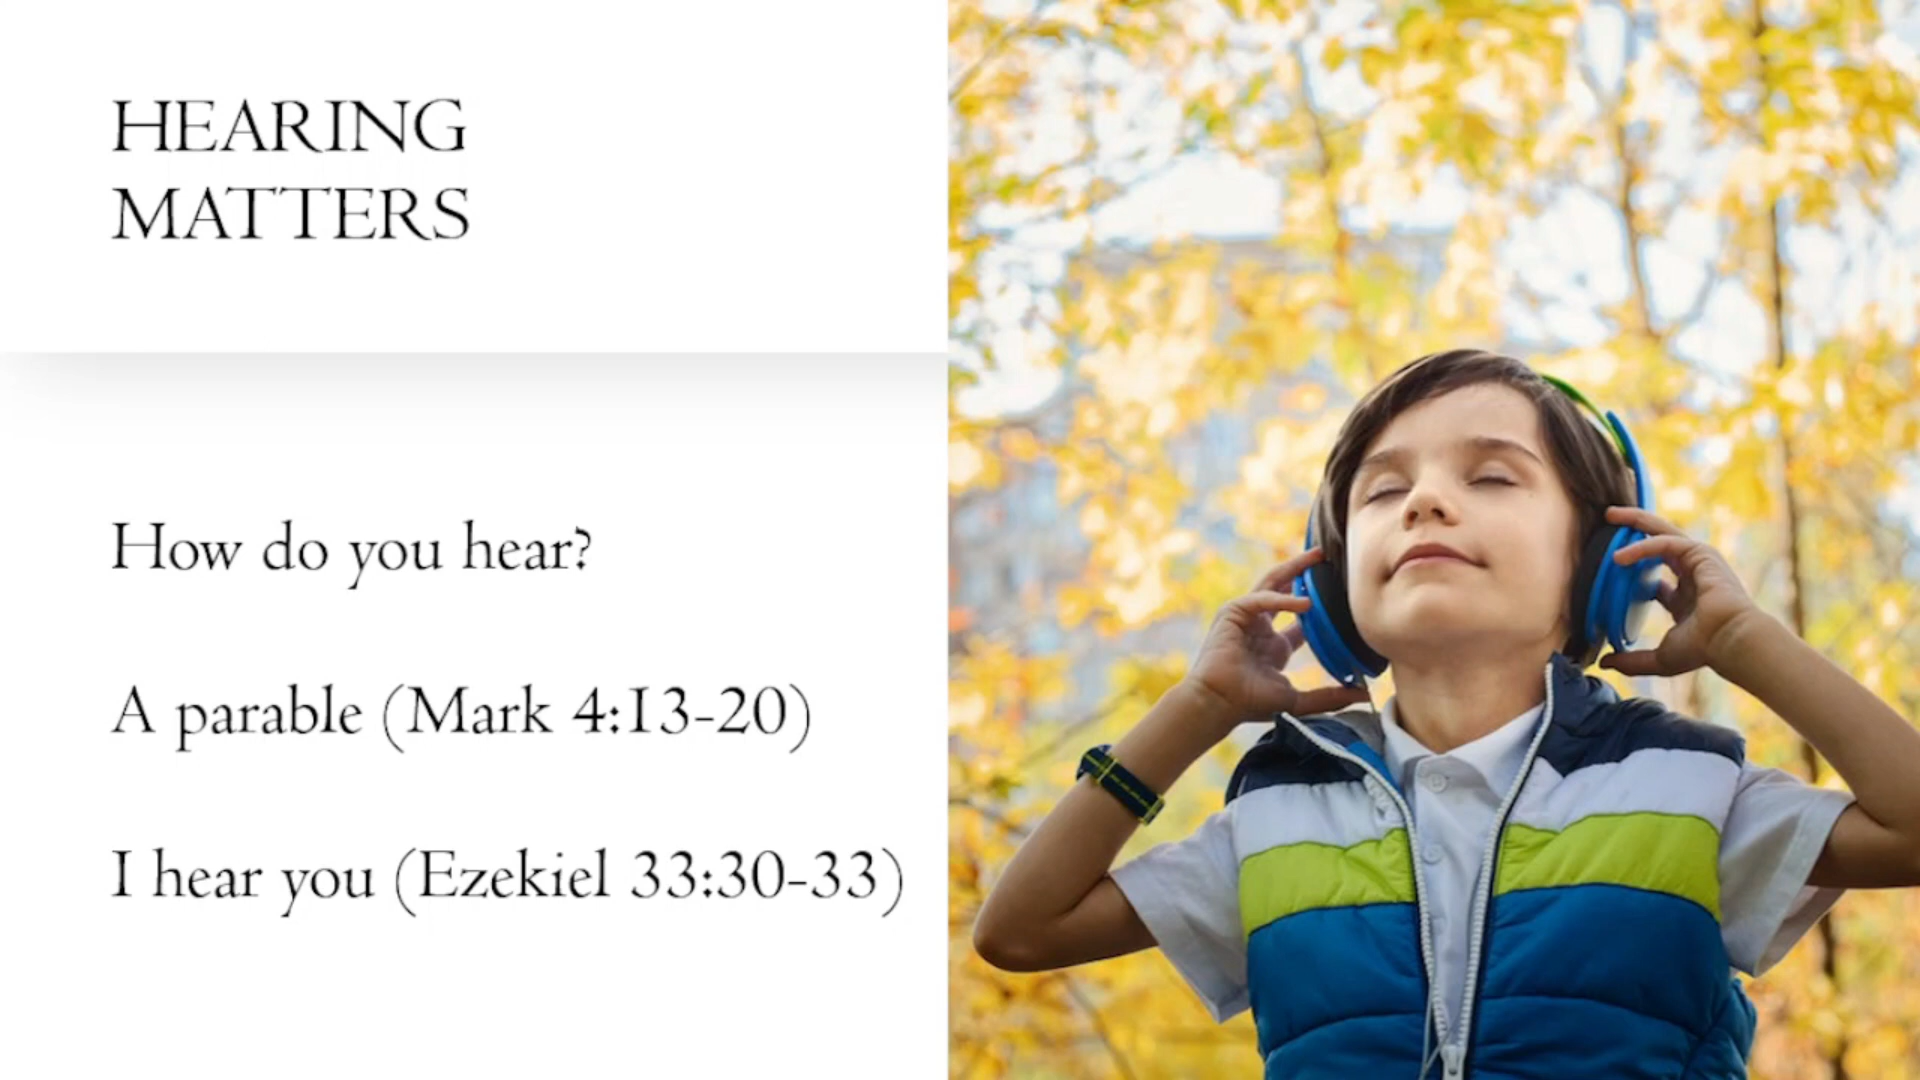 HEARING
MATTERS
How do you hear?
A parable (Mark 4:13-20)
I hear you (Ezekiel 33:30-33)